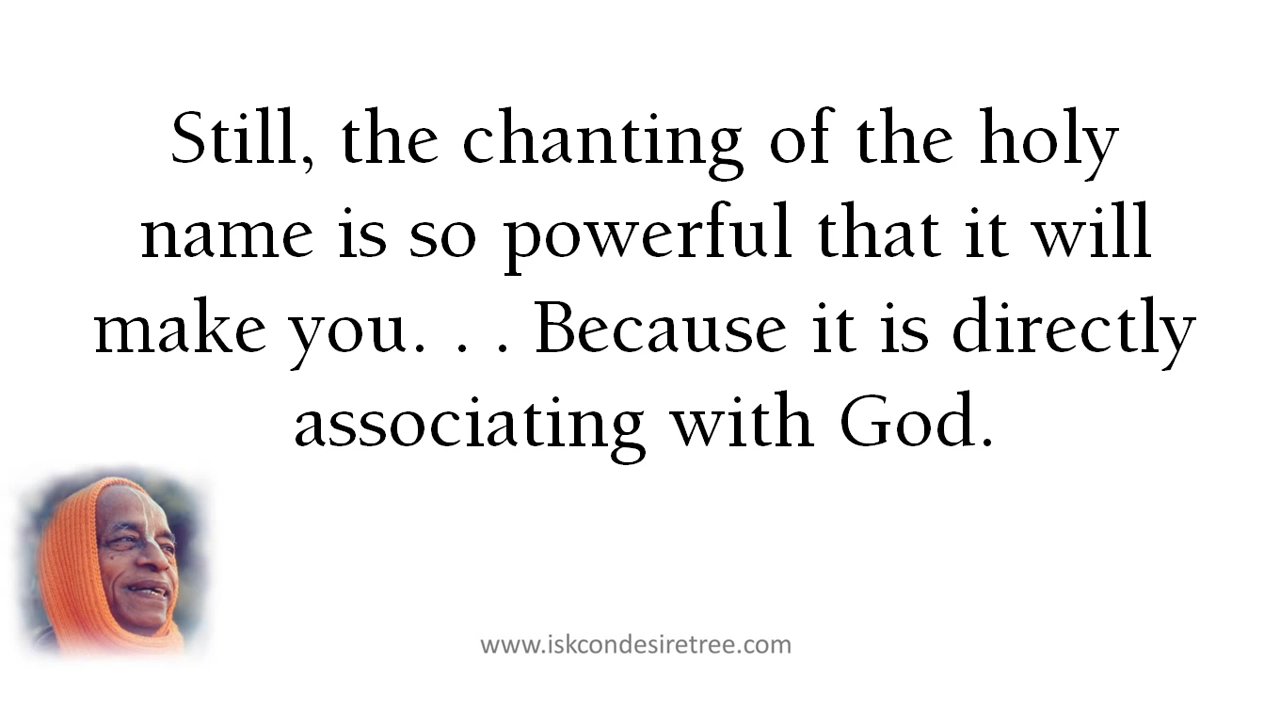 Still, the chanting of the holy
name is so powerful that it will
make you. . . Because it is directly
associating with God.
www.iskcondesiretree.com